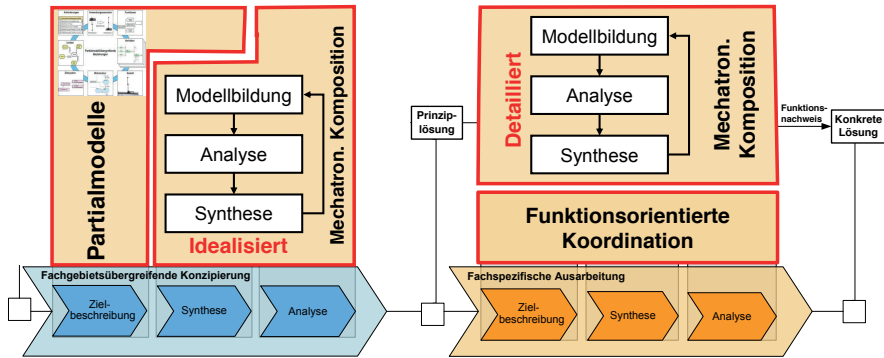 Partialmodelle
Modellbildung
Analyse
Synthese
Idealisiert
Mechatron. Komposition
Prinzip-
lösung
Detailliert
Modellbildung
Analyse
Synthese
Mechatron.
Komposition
Funktions-
nachweis
Konkrete
Lösung
Funktionsorientierte
Koordination
Fachgebietsübergreifende Konzipierung
Ziel-
beschreibung
Synthese
Analyse
Fachspezifische Ausarbeitung
Ziel-
beschreibung
Synthese
Analyse